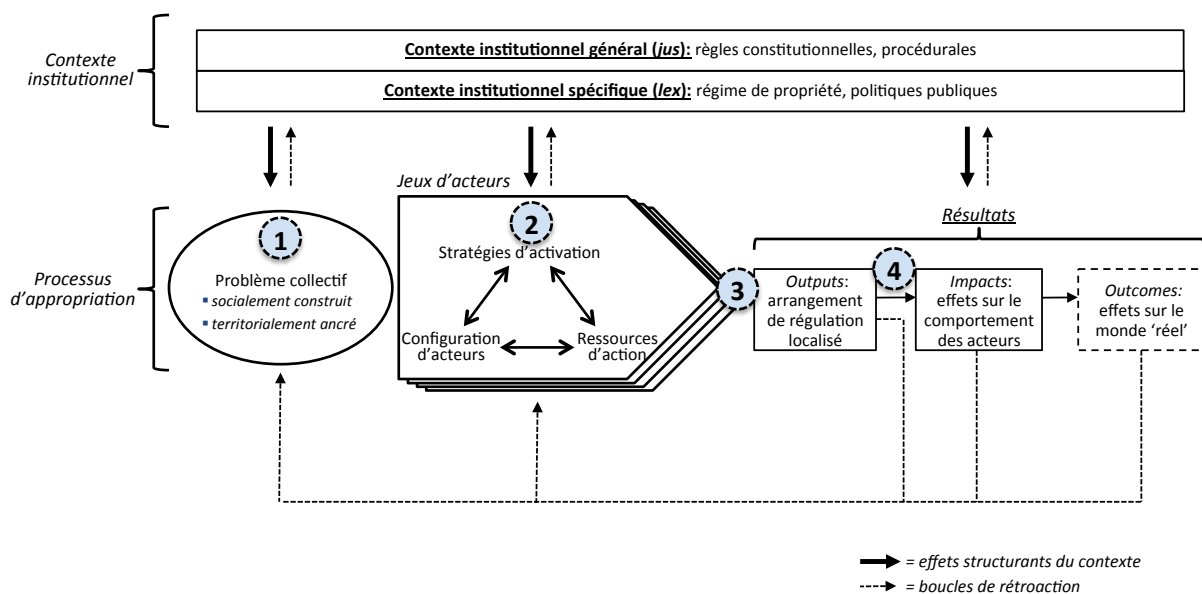 Contexte
institutionnel
Contexte institutionnel général (jus): règles constitutionnelles, procédurales
Contexte institutionnel spécifique (lex): régime de propriété, politiques publiques
Processus
d'appropriation
1
Problème collectif
socialement construit
territorialement ancré
Jeux d'acteurs
2
Stratégies d'activation
Configuration
d'acteurs
Ressources
d'action
3
Résultats
Outputs:
arrangement
de régulation
localisé
4
Impacts:
effets sur le
comportement
des acteurs
Outcomes:
effets sur le
monde 'réel'
= effets structurants du contexte
= boucles de rétroaction